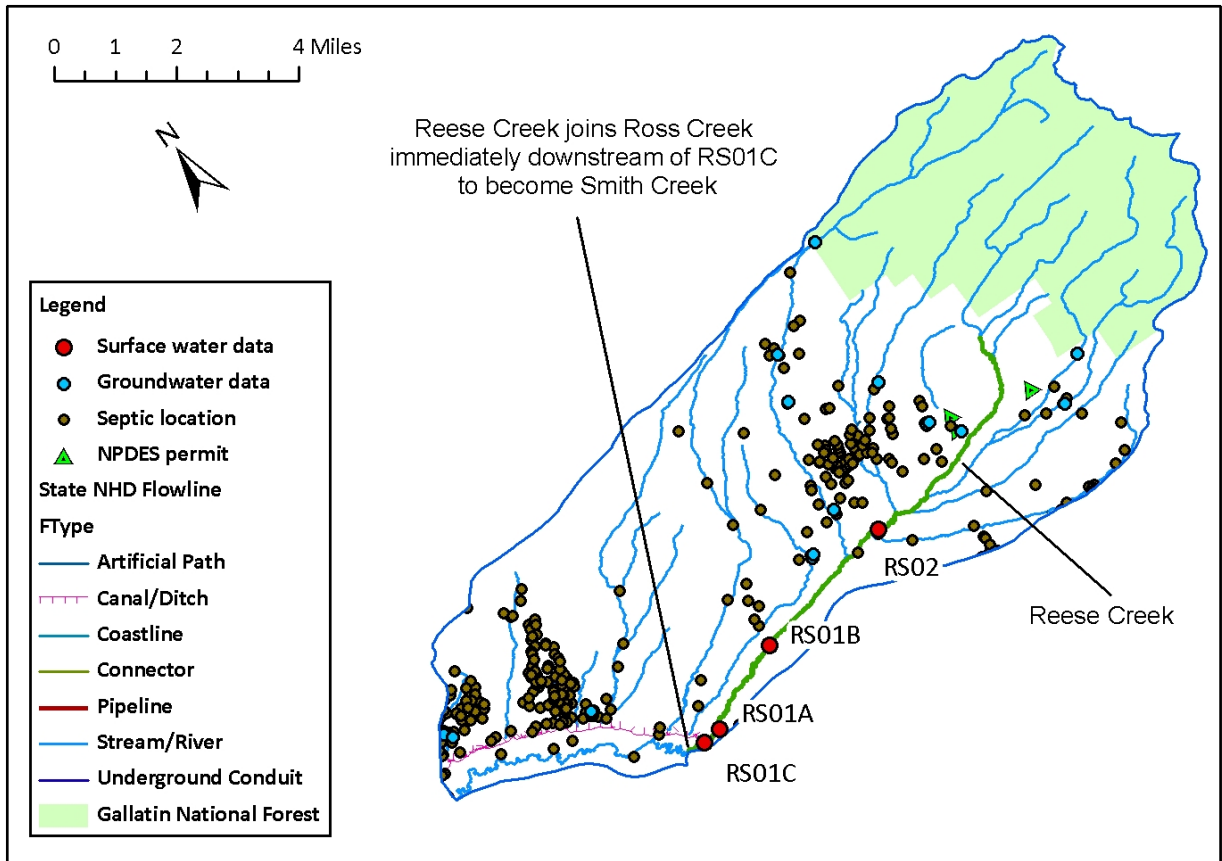 0 1 2 4 Miles
N
Reese Creek joins Ross Creek
immediately downstream of RS01C
to become Smith Creek
Legend
Surface water data
Groundwater data
Septic location
NPDES permit
State NHD Flowline
FType
Artificial Path
Canal/Ditch
Coastline
Connector
Pipeline
Stream/River
Underground Conduit
Gallatin National Forest
RS02
Reese Creek
RS01B
RS01A
RS01C